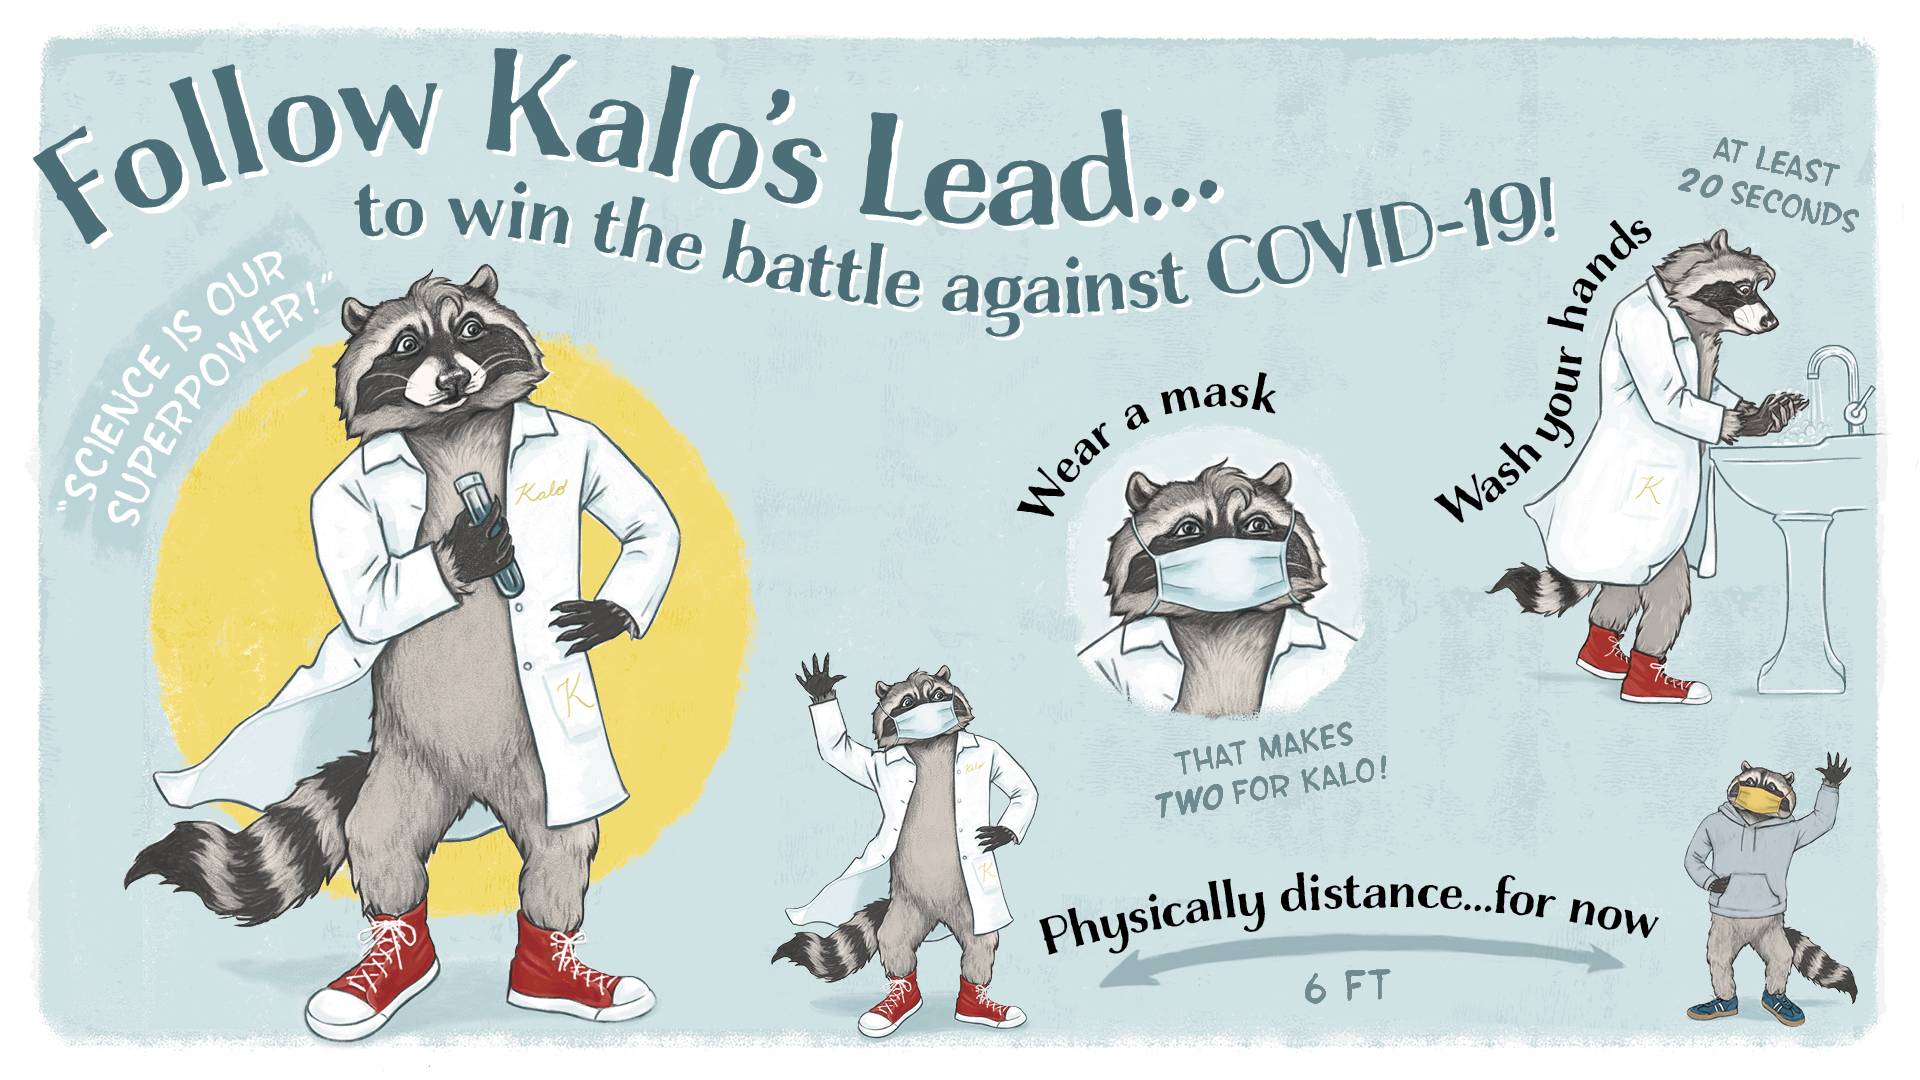 Follow Kalo's Lead...
to win the battle against COVID-19!
"SCIENCE IS OUR
SUPERPOWER!"
Kalo
K
Wear a mask
THAT MAKES
TWO FOR KALO!
Wash your hands
AT LEAST
20 SECONDS
K
Kalo
K
Physically distance...for now
6 FT